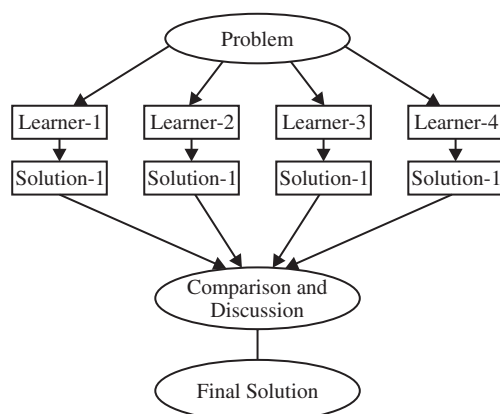 Problem
Learner-1 Learner-2 Learner-3 Learner-4
Solution-1 Solution-1 Solution-1 Solution-1
Comparison and
Discussion
Final Solution